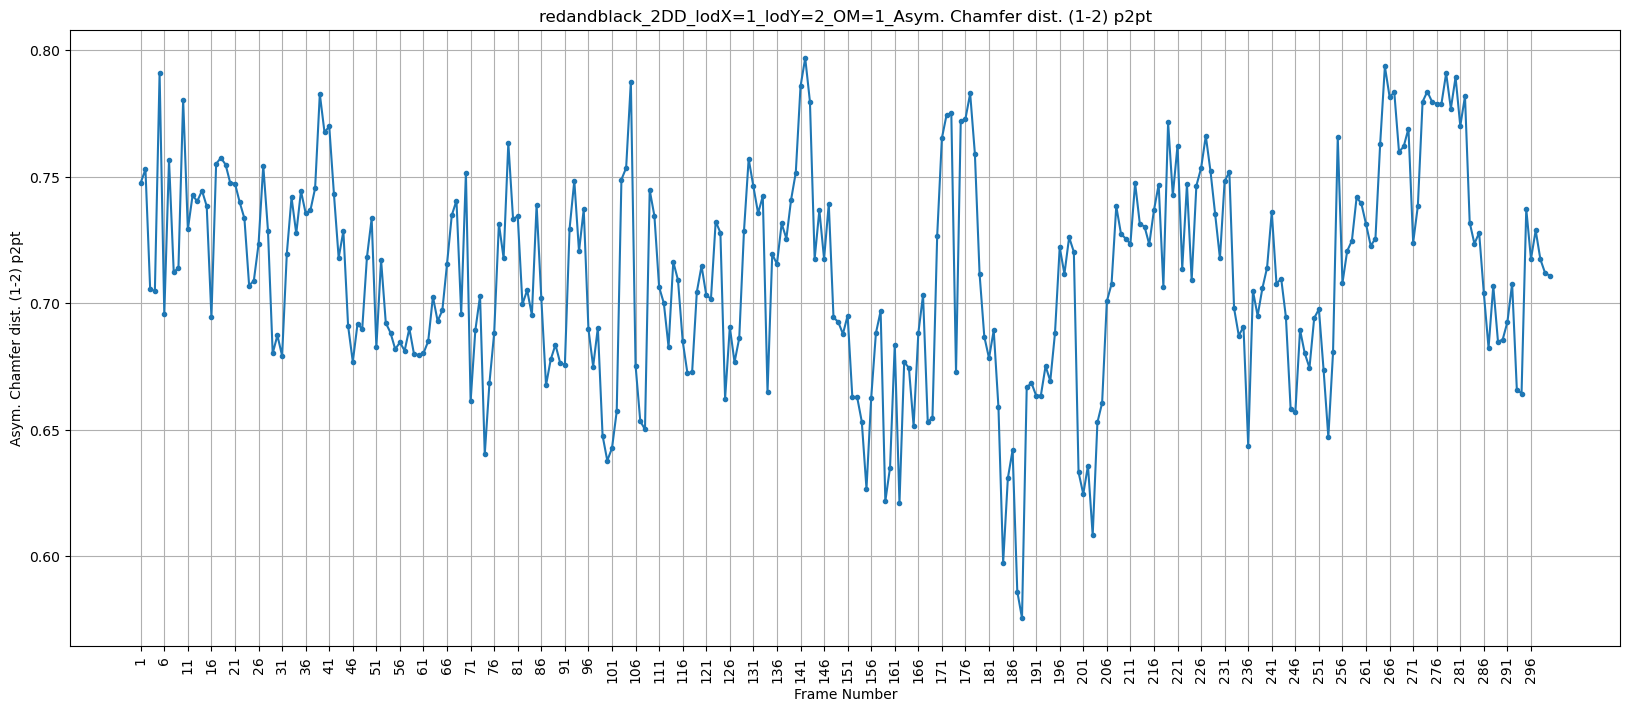 redandblack_2DD_lodX=1_lodY=2_OM=1_Asym. Chamfer dist. (1-2) p2pt
Asym. Chamfer dist. (1-2) p2pt
0.80
0.75
0.70
0.65
0.60
1 6 11 16 21 26 31 36 41 46 51 56 61 66 71 76 81 86 91 96 101 106 111 116 121 126 131 136 141 146 151 156 161 166 171 176 181 186 191 196 201 206 211 216 221 226 231 236 241 246 251 256 261 266 271 276 281 286 291 296
Frame Number